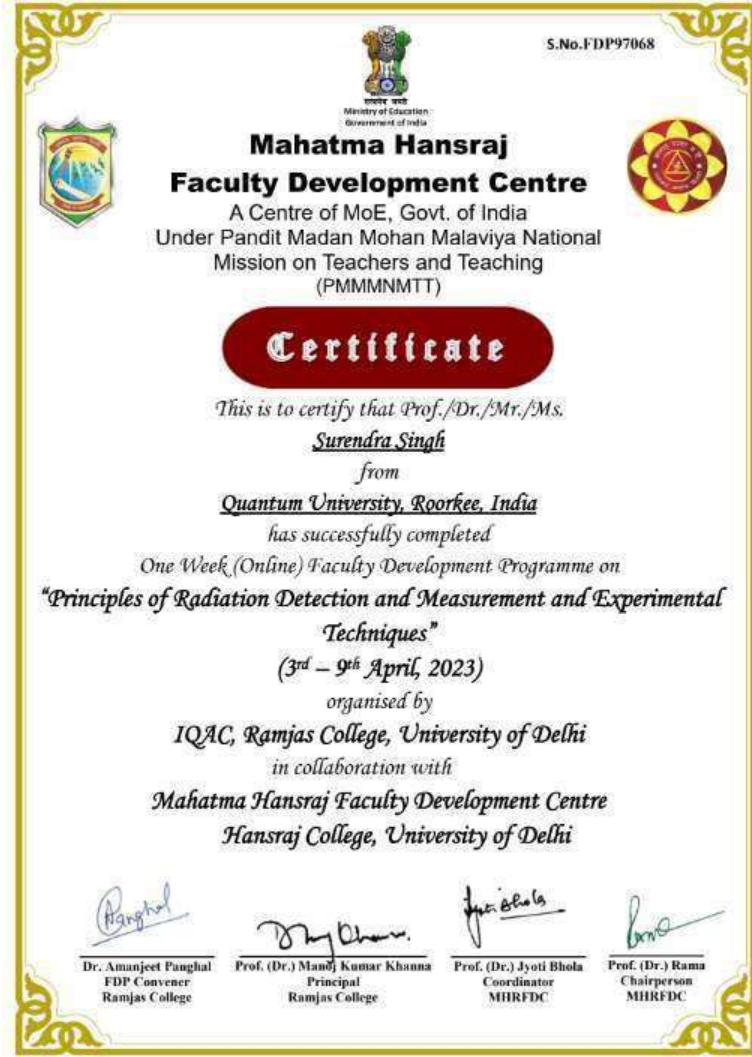 S.No.FDP97068
सत्यमेव जयते
Ministry of Education
Government of India
Mahatma Hansraj
Faculty Development Centre
A Centre of MoE, Govt. of India
Under Pandit Madan Mohan Malaviya National
Mission on Teachers and Teaching
(PMMMNMTT)
Certificate
This is to certify that Prof./Dr./Mr./Ms.
Surendra Singh
from
Quantum University, Roorkee, India
has successfully completed
One Week (Online) Faculty Development Programme on
“Principles of Radiation Detection and Measurement and Experimental
Techniques”
(3rd – 9th April, 2023)
organised by
IQAC, Ramjas College, University of Delhi
in collaboration with
Mahatma Hansraj Faculty Development Centre
Hansraj College, University of Delhi
Panghal
Jyoti Bhola
Dr. Amanjeet Panghal
FDP Convener
Ramjas College
Prof. (Dr.) Manoj Kumar Khanna
Principal
Ramjas College
Prof. (Dr.) Jyoti Bhola
Coordinator
MHRFDC
Prof. (Dr.) Rama
Chairperson
MHRFDC